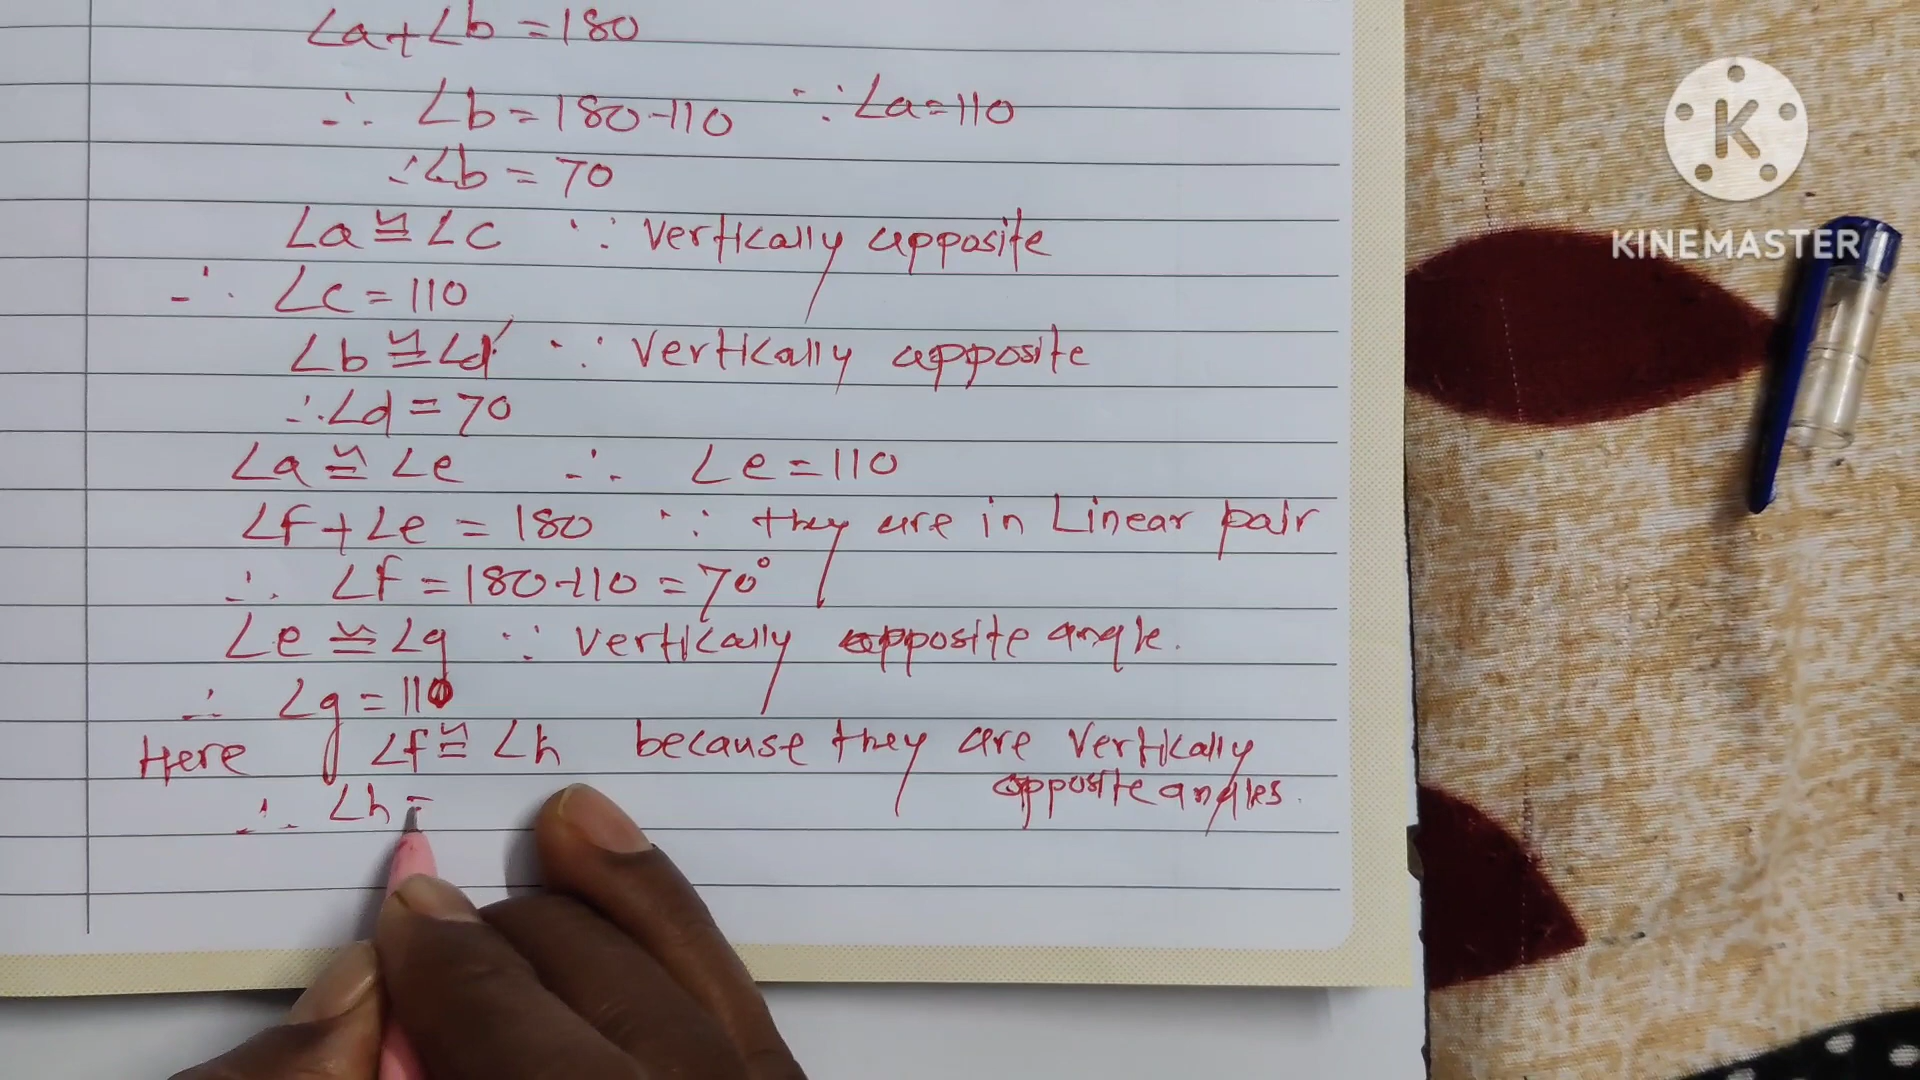 ∠a+∠b =180
∴ ∠b = 180-110 ∵ ∠a=110
∴∠b = 70
∠a ≅ ∠c ∵ vertically opposite
∴ ∠c = 110
∠b ≅ ∠d ∵ vertically opposite
∴∠d = 70
∠a ≅ ∠e ∴ ∠e = 110
∠f+∠e = 180 ∵ they are in Linear pair
∴ ∠f = 180-110 = 70°
∠e ≅ ∠g ∵ vertically opposite angle.
∴ ∠g = 110
Here ∠f ≅ ∠h because they are vertically
opposite angles.
∴ ∠h =
K
KINEMASTER